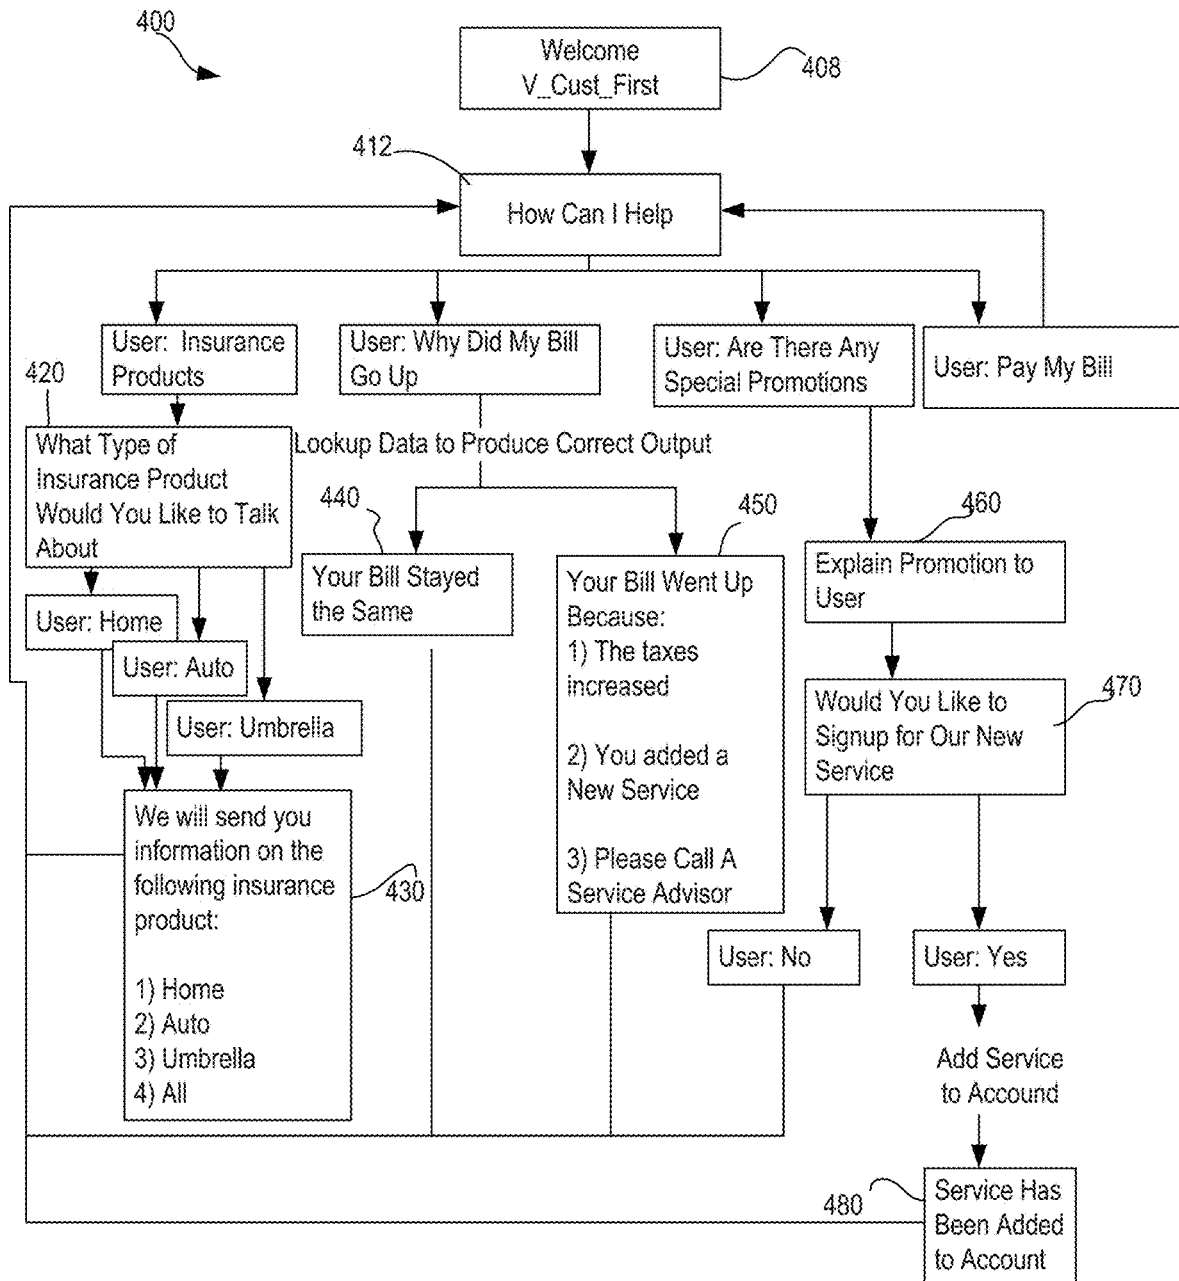 400
Welcome
V_Cust_First
408
412
How Can I Help
User: Insurance
Products
User: Why Did My Bill
Go Up
User: Are There Any
Special Promotions
User: Pay My Bill
420
What Type of
Insurance Product
Would You Like to Talk
About
Lookup Data to Produce Correct Output
440
Your Bill Stayed
the Same
450
Your Bill Went Up
Because:
1) The taxes
increased
2) You added a
New Service
3) Please Call A
Service Advisor
460
Explain Promotion to
User
470
Would You Like to
Signup for Our New
Service
User: Home
User: Auto
User: Umbrella
We will send you
information on the
following insurance
product:
1) Home
2) Auto
3) Umbrella
4) All
430
User: No
User: Yes
Add Service
to Accound
480
Service Has
Been Added
to Account